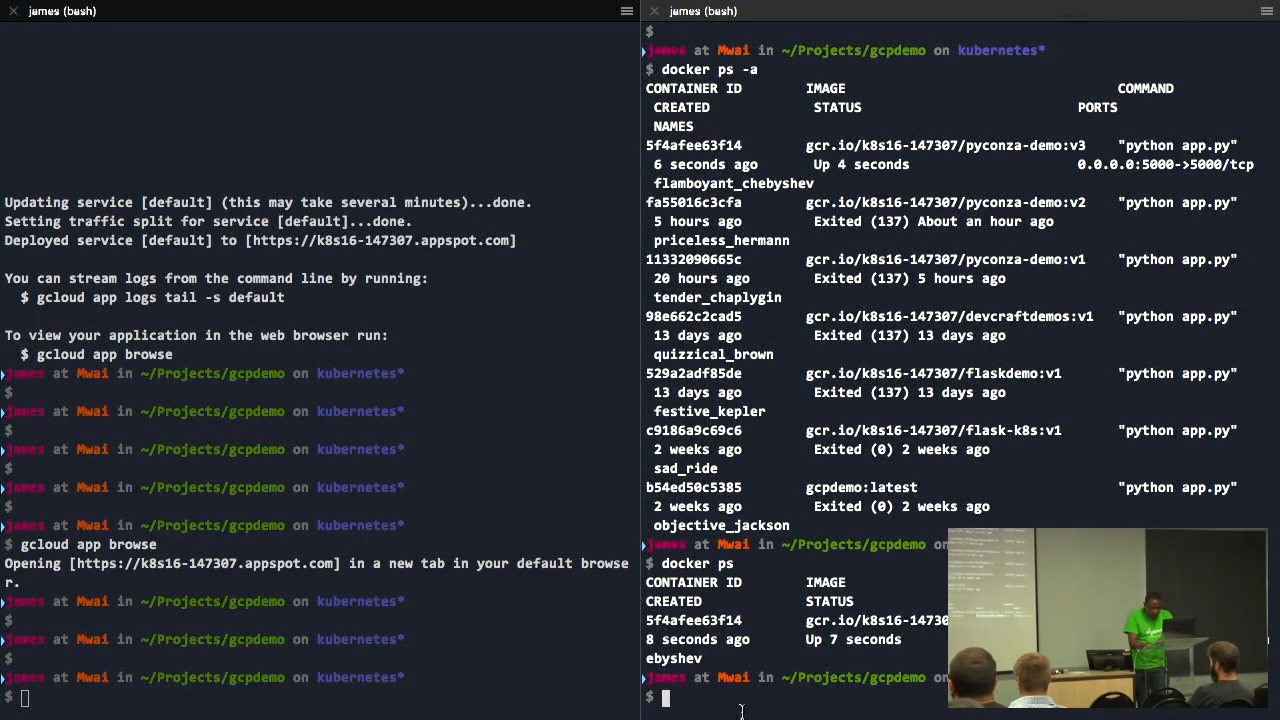 james (bash)
Updating service [default] (this may take several minutes)...done.
Setting traffic split for service [default]...done.
Deployed service [default] to [https://k8s16-147307.appspot.com]
You can stream logs from the command line by running:
$ gcloud app logs tail -s default
To view your application in the web browser run:
$ gcloud app browse
james at Mwai in ~/Projects/gcpdemo on kubernetes*
$
james at Mwai in ~/Projects/gcpdemo on kubernetes*
$
james at Mwai in ~/Projects/gcpdemo on kubernetes*
$
james at Mwai in ~/Projects/gcpdemo on kubernetes*
$
james at Mwai in ~/Projects/gcpdemo on kubernetes*
$ gcloud app browse
Opening [https://k8s16-147307.appspot.com] in a new tab in your default browse
r.
james at Mwai in ~/Projects/gcpdemo on kubernetes*
$
james at Mwai in ~/Projects/gcpdemo on kubernetes*
$
james at Mwai in ~/Projects/gcpdemo on kubernetes*
$
james (bash)
$
james at Mwai in ~/Projects/gcpdemo on kubernetes*
$ docker ps -a
CONTAINER ID IMAGE COMMAND
CREATED STATUS PORTS
NAMES
5f4afee63f14 gcr.io/k8s16-147307/pyconza-demo:v3 "python app.py"
6 seconds ago Up 4 seconds 0.0.0.0:5000->5000/tcp
flamboyant_chebyshev
fa55016c3cfa gcr.io/k8s16-147307/pyconza-demo:v2 "python app.py"
5 hours ago Exited (137) About an hour ago
priceless_hermann
11332090665c gcr.io/k8s16-147307/pyconza-demo:v1 "python app.py"
20 hours ago Exited (137) 5 hours ago
tender_chaplygin
98e662c2cad5 gcr.io/k8s16-147307/devcraftdemos:v1 "python app.py"
13 days ago Exited (137) 13 days ago
quizzical_brown
529a2adf85de gcr.io/k8s16-147307/flaskdemo:v1 "python app.py"
13 days ago Exited (137) 13 days ago
festive_kepler
c9186a9c69c6 gcr.io/k8s16-147307/flask-k8s:v1 "python app.py"
2 weeks ago Exited (0) 2 weeks ago
sad_ride
b54ed50c5385 gcpdemo:latest "python app.py"
2 weeks ago Exited (0) 2 weeks ago
objective_jackson
james at Mwai in ~/Projects/gcpdemo on
$ docker ps
CONTAINER ID IMAGE
CREATED STATUS
5f4afee63f14 gcr.io/k8s16-14730
8 seconds ago Up 7 seconds
ebyshev
james at Mwai in ~/Projects/gcpdemo on
$